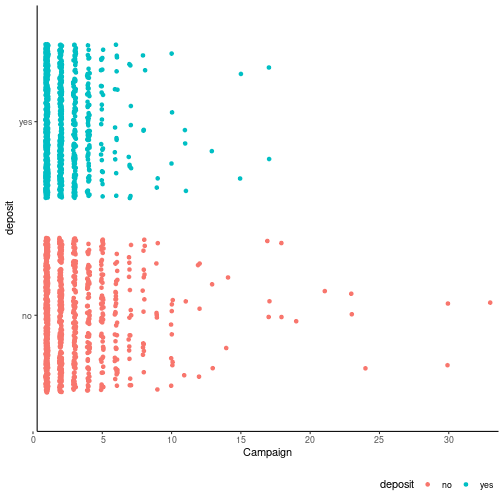 deposit
yes
no
0 5 10 15 20 25 30
Campaign
deposit no yes